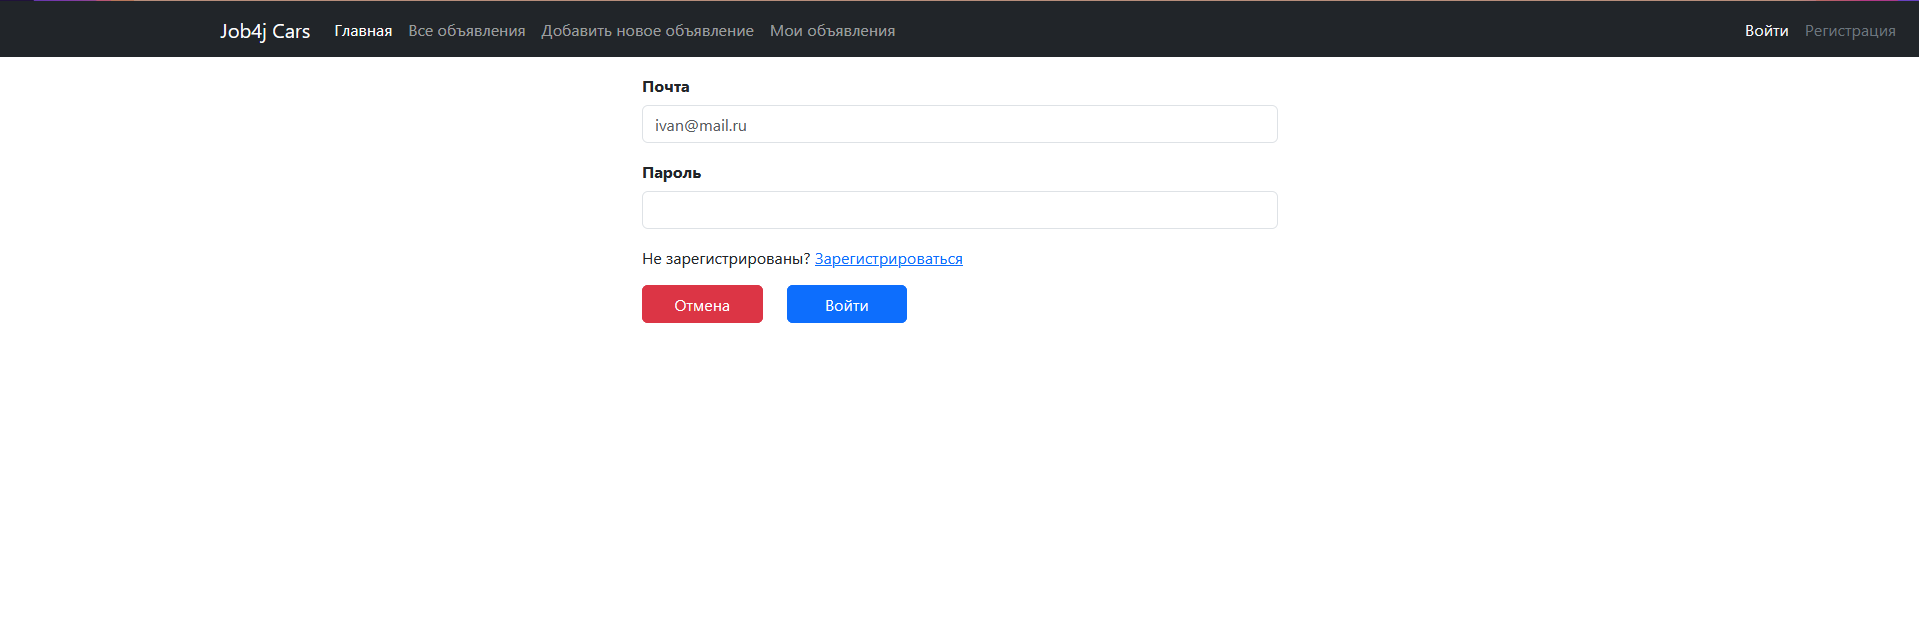 Job4j Cars Главная Все объявления Добавить новое объявление Мои объявления Войти Регистрация
Почта
ivan@mail.ru
Пароль
Не зарегистрированы? Зарегистрироваться
Отмена Войти